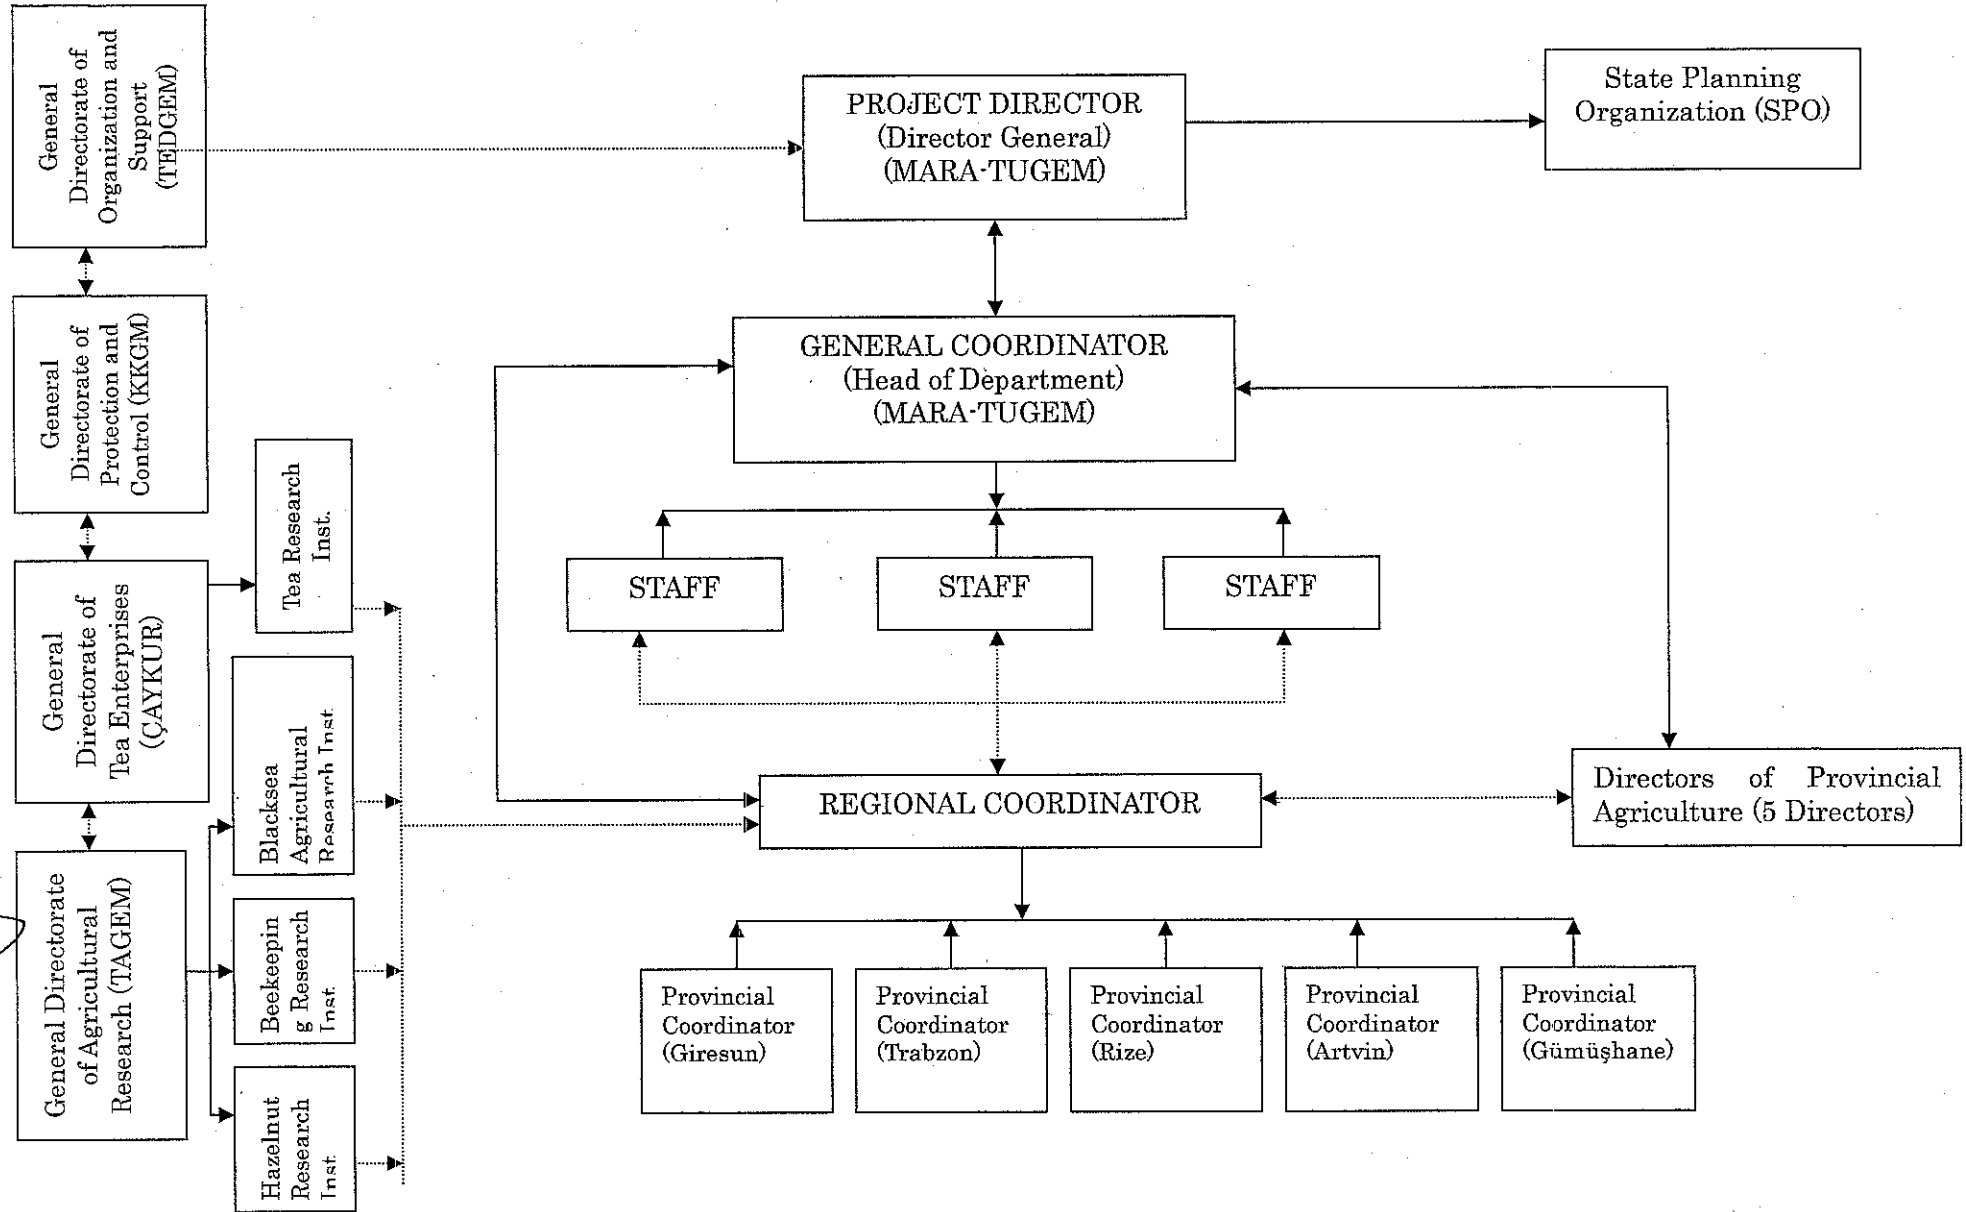 General
Directorate of
Organization and
Support
(TEDGEM)
PROJECT DIRECTOR
(Director General)
(MARA-TUGEM)
State Planning
Organization (SPO)
General
Directorate of
Protection and
Control (KKGM)
GENERAL COORDINATOR
(Head of Department)
(MARA-TUGEM)
Tea Research
Inst.
STAFF
STAFF
STAFF
General
Directorate of
Tea Enterprises
(ÇAYKUR)
Blacksea
Agricultural
Research Inst.
REGIONAL COORDINATOR
Directors of Provincial
Agriculture (5 Directors)
General Directorate
of Agricultural
Research (TAGEM)
Beekeepin
g Research
Inst.
Hazelnut
Research
Inst.
Provincial
Coordinator
(Giresun)
Provincial
Coordinator
(Trabzon)
Provincial
Coordinator
(Rize)
Provincial
Coordinator
(Artvin)
Provincial
Coordinator
(Gümüşhane)